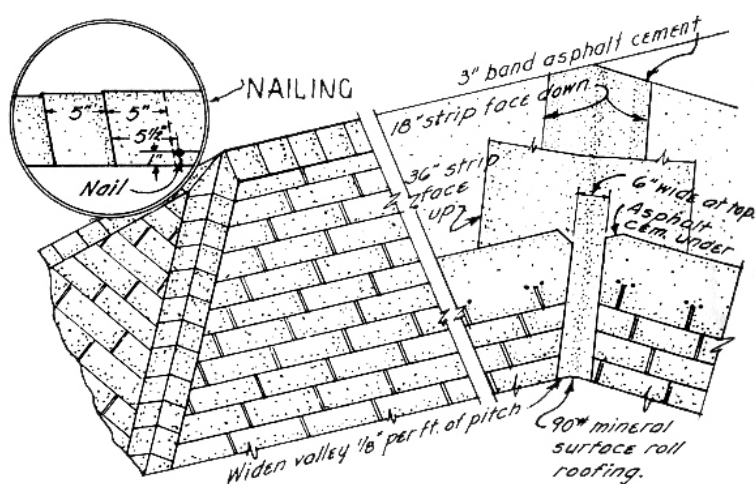 NAILING
5" 5"
5½"
1"
Nail
3" band asphalt cement
18" strip face down
36" strip
face
up
6" wide at top.
Asphalt
cem. under
Widen valley ⅛" per ft. of pitch
90# mineral
surface roll
roofing.